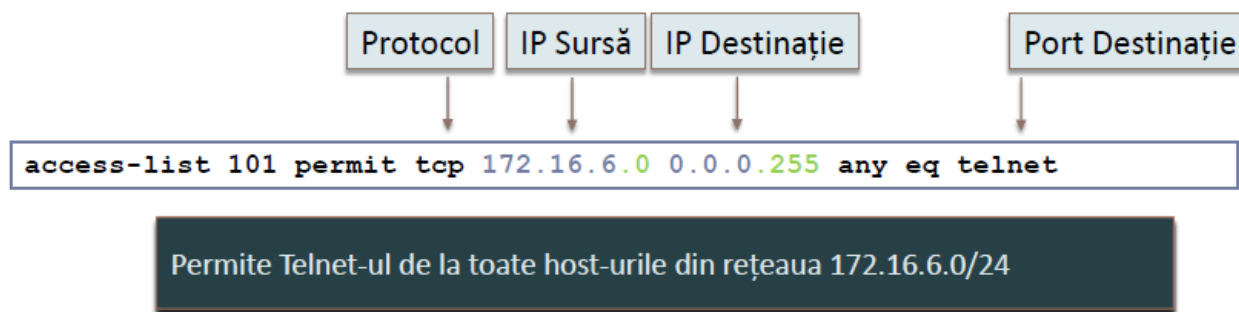 Protocol IP Sursă IP Destinație Port Destinație
access-list 101 permit tcp 172.16.6.0 0.0.0.255 any eq telnet
Permite Telnet-ul de la toate host-urile din rețeaua 172.16.6.0/24